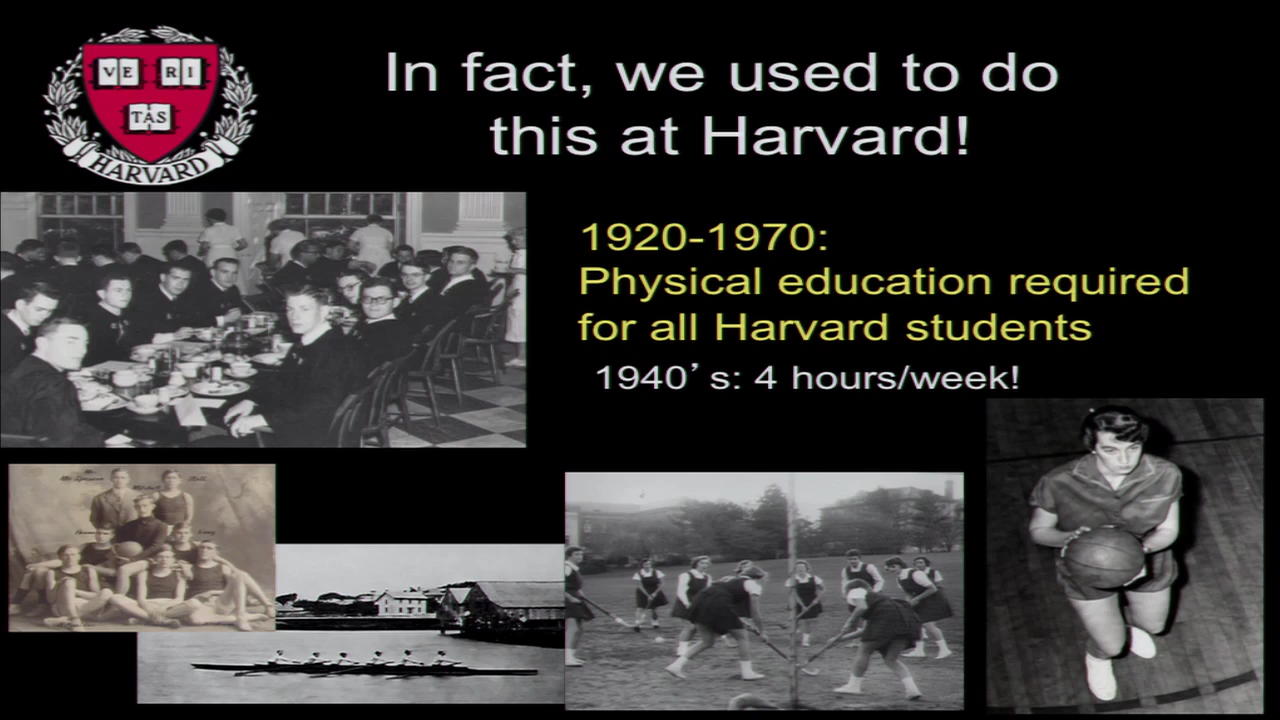 VE RI
TAS
HARVARD
In fact, we used to do
this at Harvard!
1920-1970:
Physical education required
for all Harvard students
1940’s: 4 hours/week!